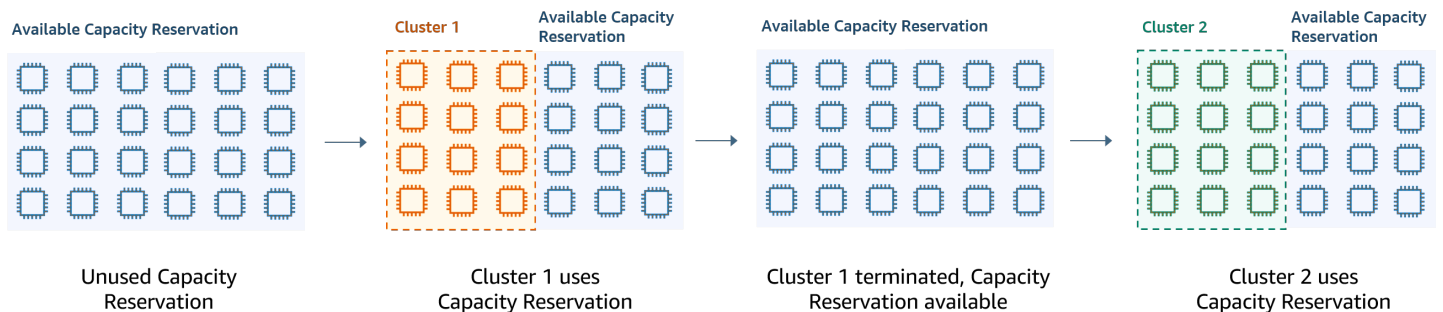 Available Capacity Reservation
Cluster 1
Available Capacity
Reservation
Available Capacity Reservation
Cluster 2
Available Capacity
Reservation
Unused Capacity
Reservation
Cluster 1 uses
Capacity Reservation
Cluster 1 terminated, Capacity
Reservation available
Cluster 2 uses
Capacity Reservation